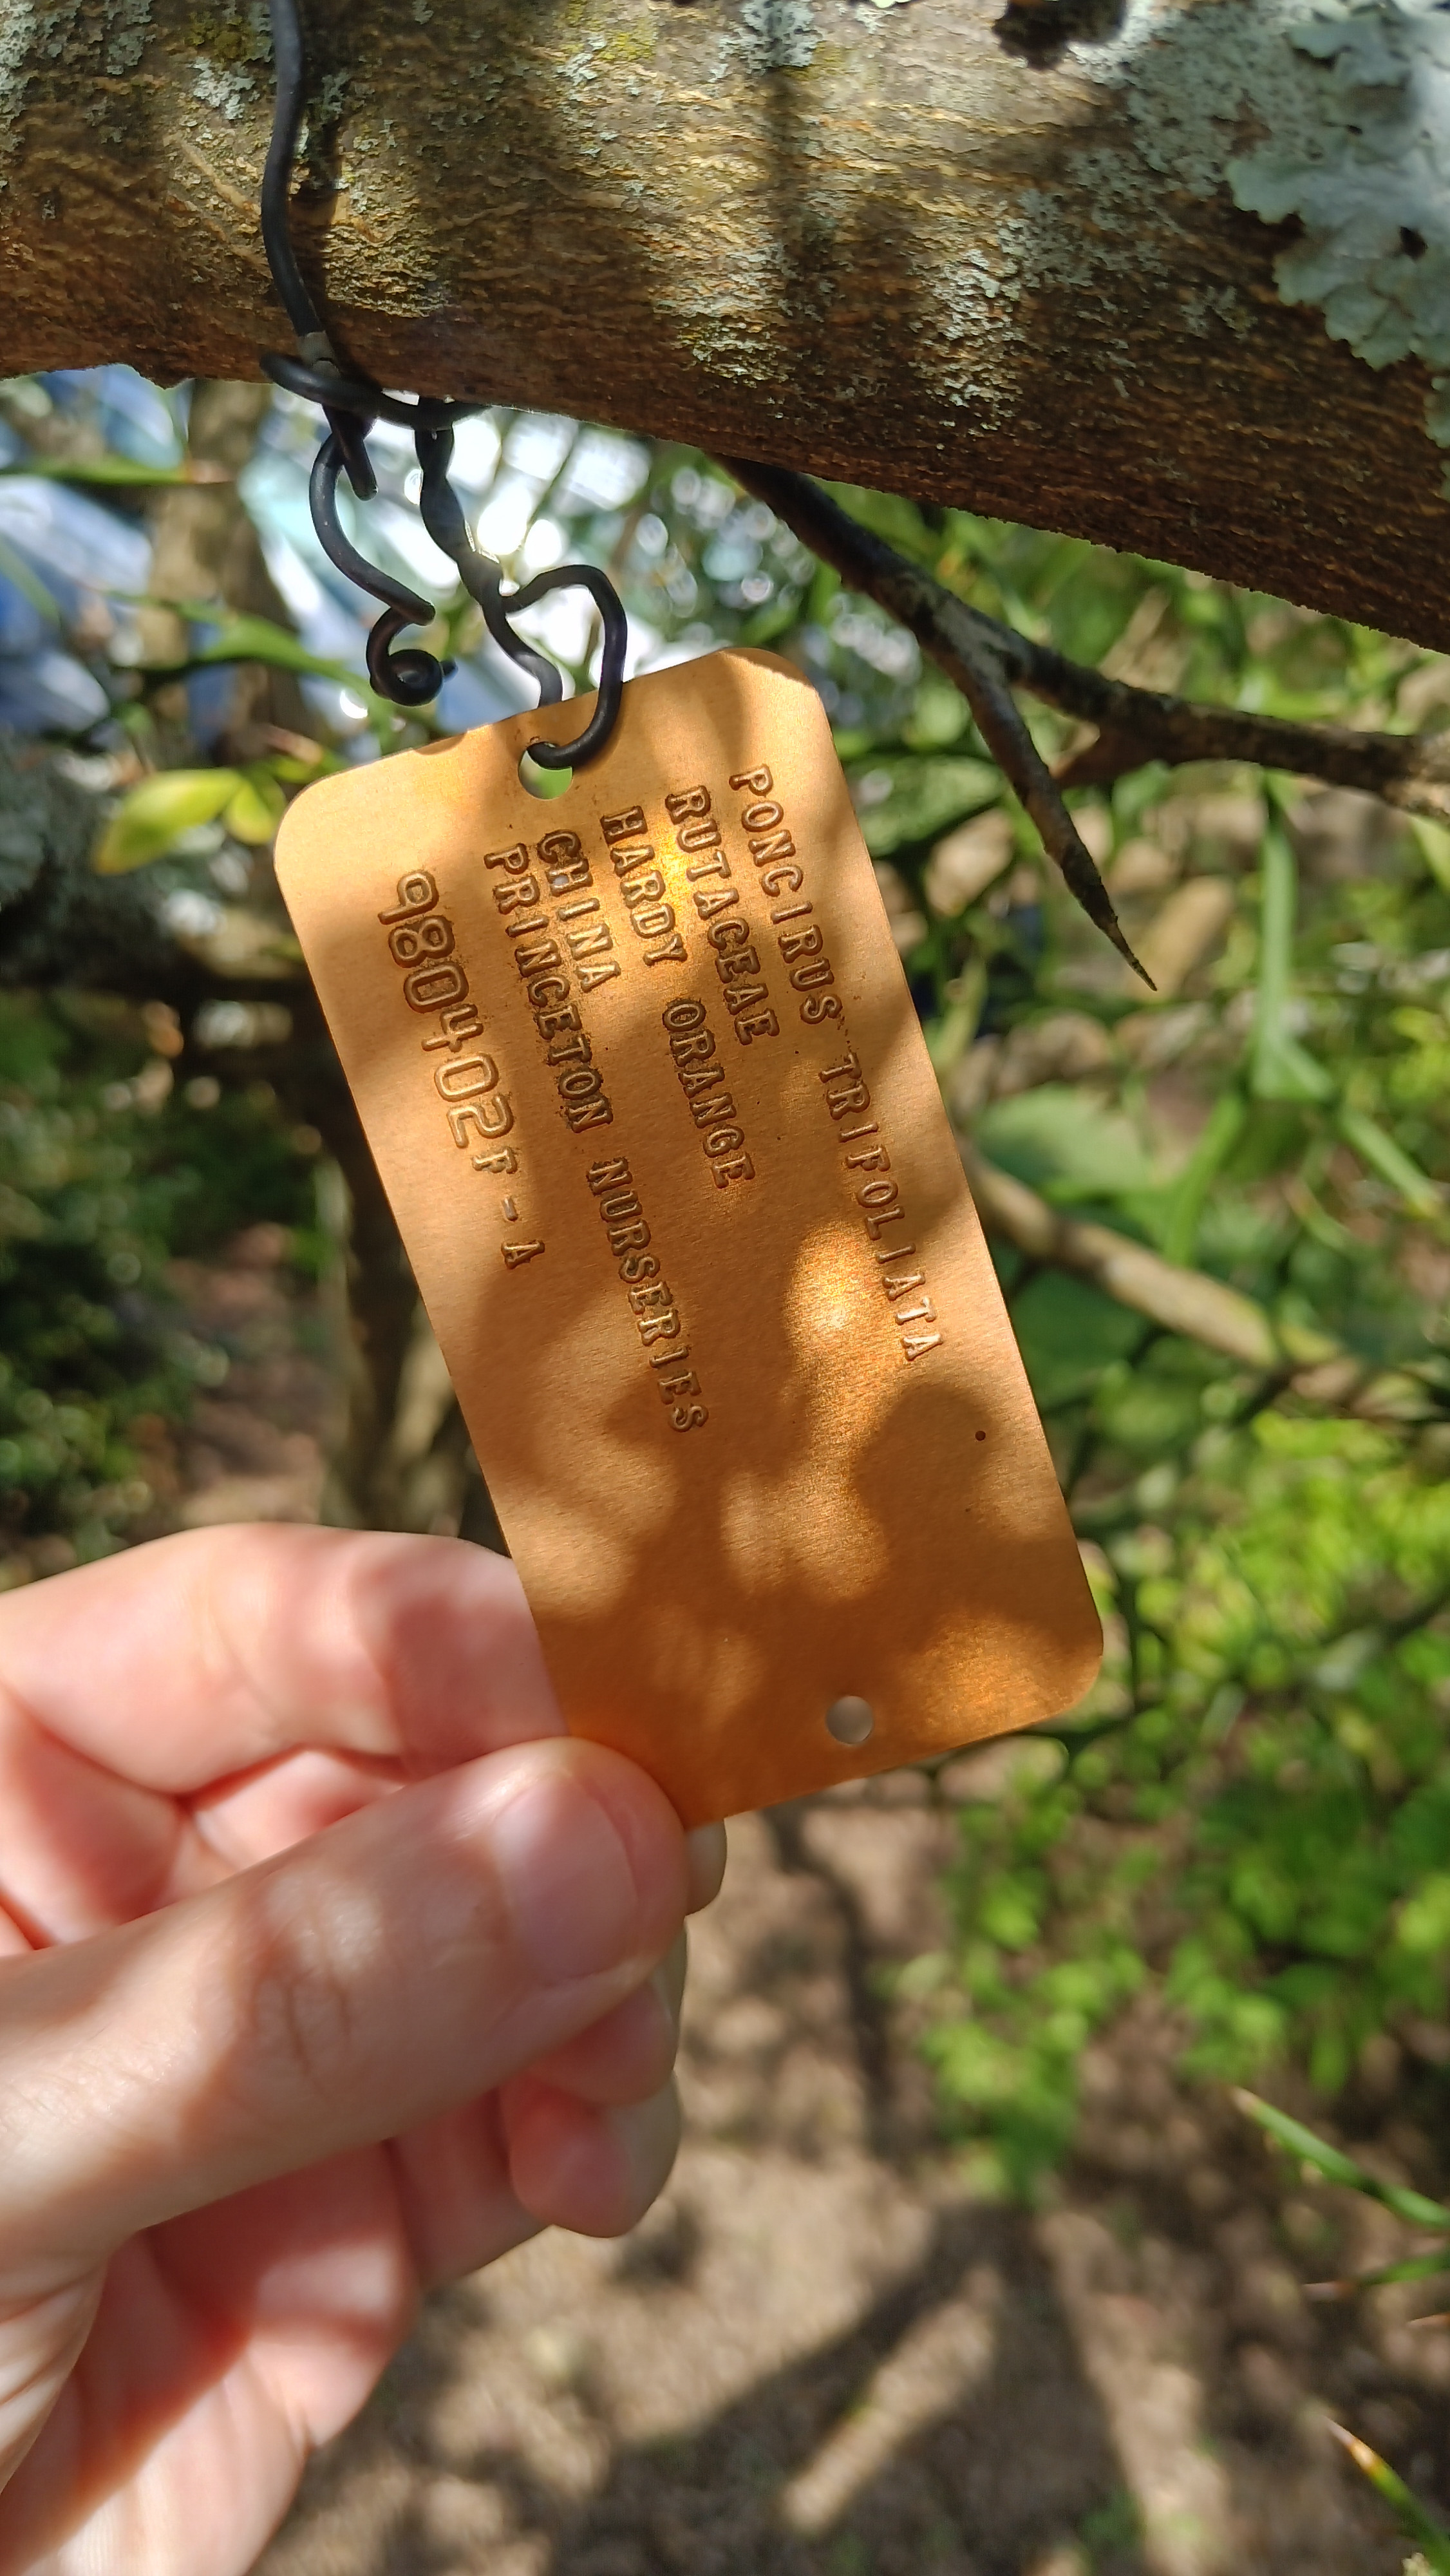 PONCIRUS TRIFOLIATA
RUTACEAE
HARDY ORANGE
CHINA
PRINCETON NURSERIES
980402F-A